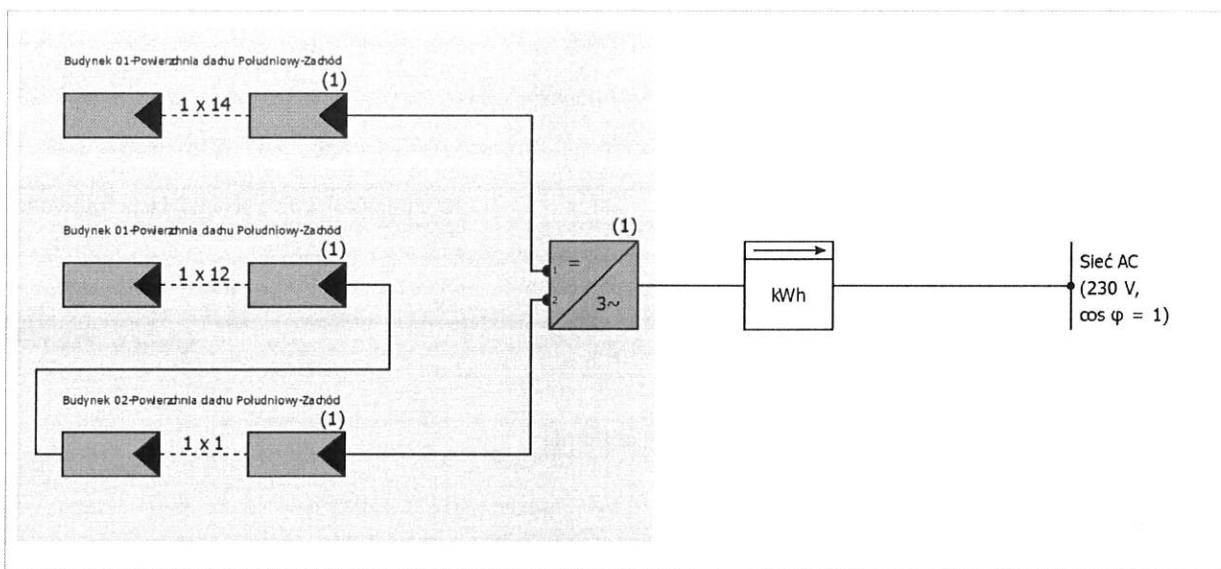 Budynek 01-Powierzchnia dachu Południowy-Zachód
(1)
1 x 14
Budynek 01-Powierzchnia dachu Południowy-Zachód
(1)
1 x 12
(1)
1
=
2
3~
kWh
Sieć AC
(230 V,
cos φ = 1)
Budynek 02-Powierzchnia dachu Południowy-Zachód
(1)
1 x 1